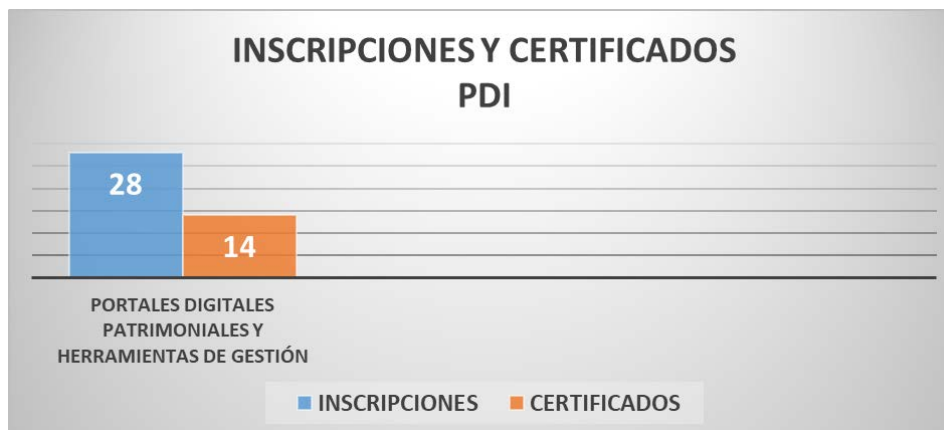 INSCRIPCIONES Y CERTIFICADOS
PDI
28
14
PORTALES DIGITALES
PATRIMONIALES Y
HERRAMIENTAS DE GESTIÓN
INSCRIPCIONES CERTIFICADOS